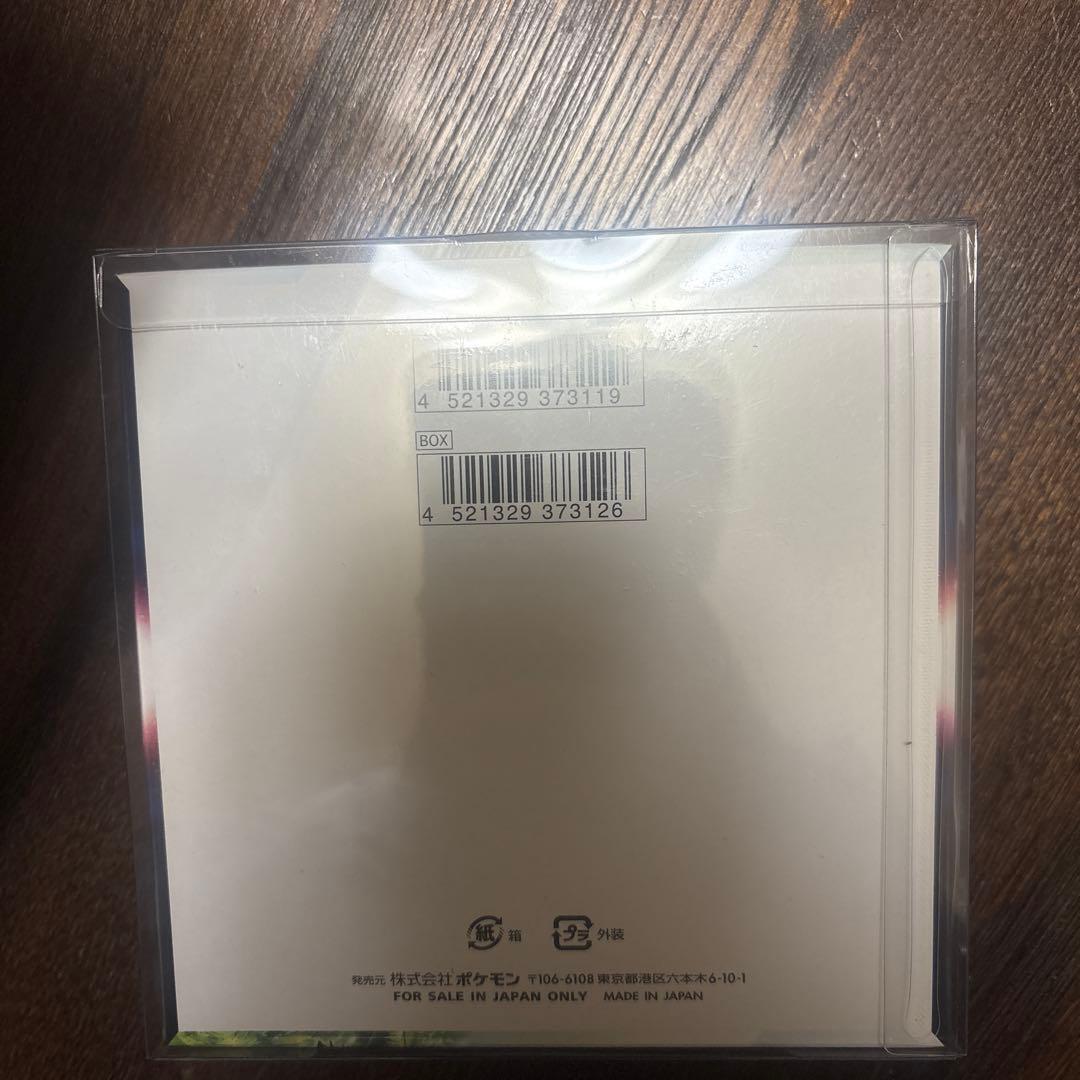 4 521329 373119
BOX
4 521329 373126
紙 箱 プラ 外装
発売元 株式会社 ポケモン 〒106-6108 東京都港区六本木6-10-1
FOR SALE IN JAPAN ONLY MADE IN JAPAN